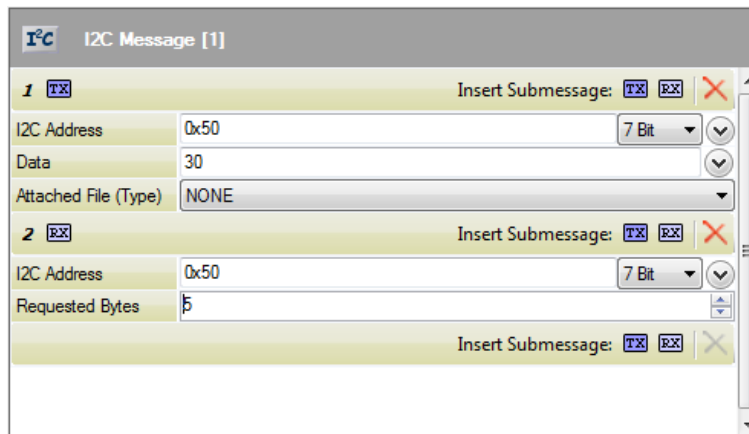 I²C I2C Message [1]
1 TX Insert Submessage: TX RX
I2C Address 0x50 7 Bit
Data 30
Attached File (Type) NONE
2 RX Insert Submessage: TX RX
I2C Address 0x50 7 Bit
Requested Bytes 5
Insert Submessage: TX RX